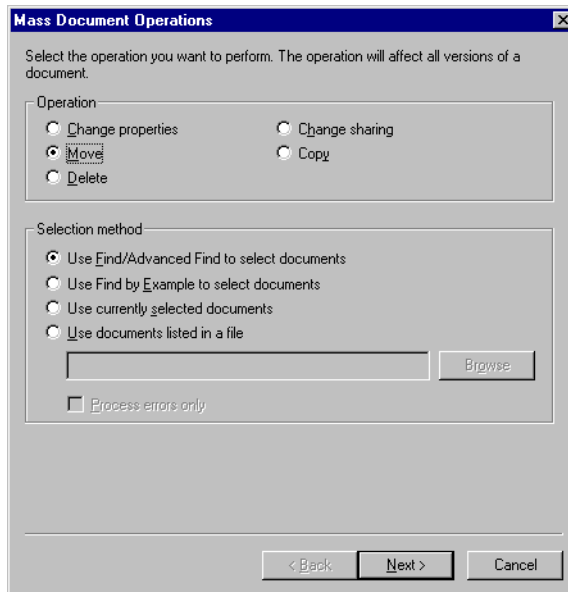 Mass Document Operations
Select the operation you want to perform. The operation will affect all versions of a
document.
Operation
Change properties
Change sharing
Move
Copy
Delete
Selection method
Use Find/Advanced Find to select documents
Use Find by Example to select documents
Use currently selected documents
Use documents listed in a file
Browse
Process errors only
< Back
Next >
Cancel